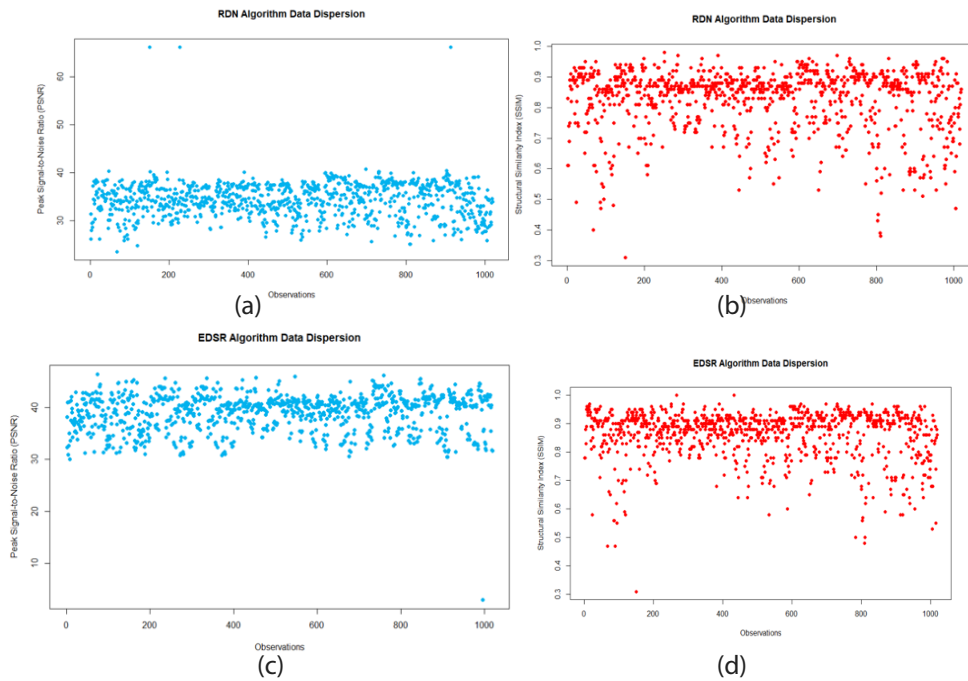 RDN Algorithm Data Dispersion
Peak Signal-to-Noise Ratio (PSNR)
60
50
40
30
0 200 400 600 800 1000
Observations
(a)
RDN Algorithm Data Dispersion
Structural Similarity Index (SSIM)
1.0
0.9
0.8
0.7
0.6
0.5
0.4
0.3
0 200 400 600 800 1000
Observations
(b)
EDSR Algorithm Data Dispersion
Peak Signal-to-Noise Ratio (PSNR)
40
30
20
10
0 200 400 600 800 1000
Observations
(c)
EDSR Algorithm Data Dispersion
Structural Similarity Index (SSIM)
1.0
0.9
0.8
0.7
0.6
0.5
0.4
0.3
0 200 400 600 800 1000
Observations
(d)